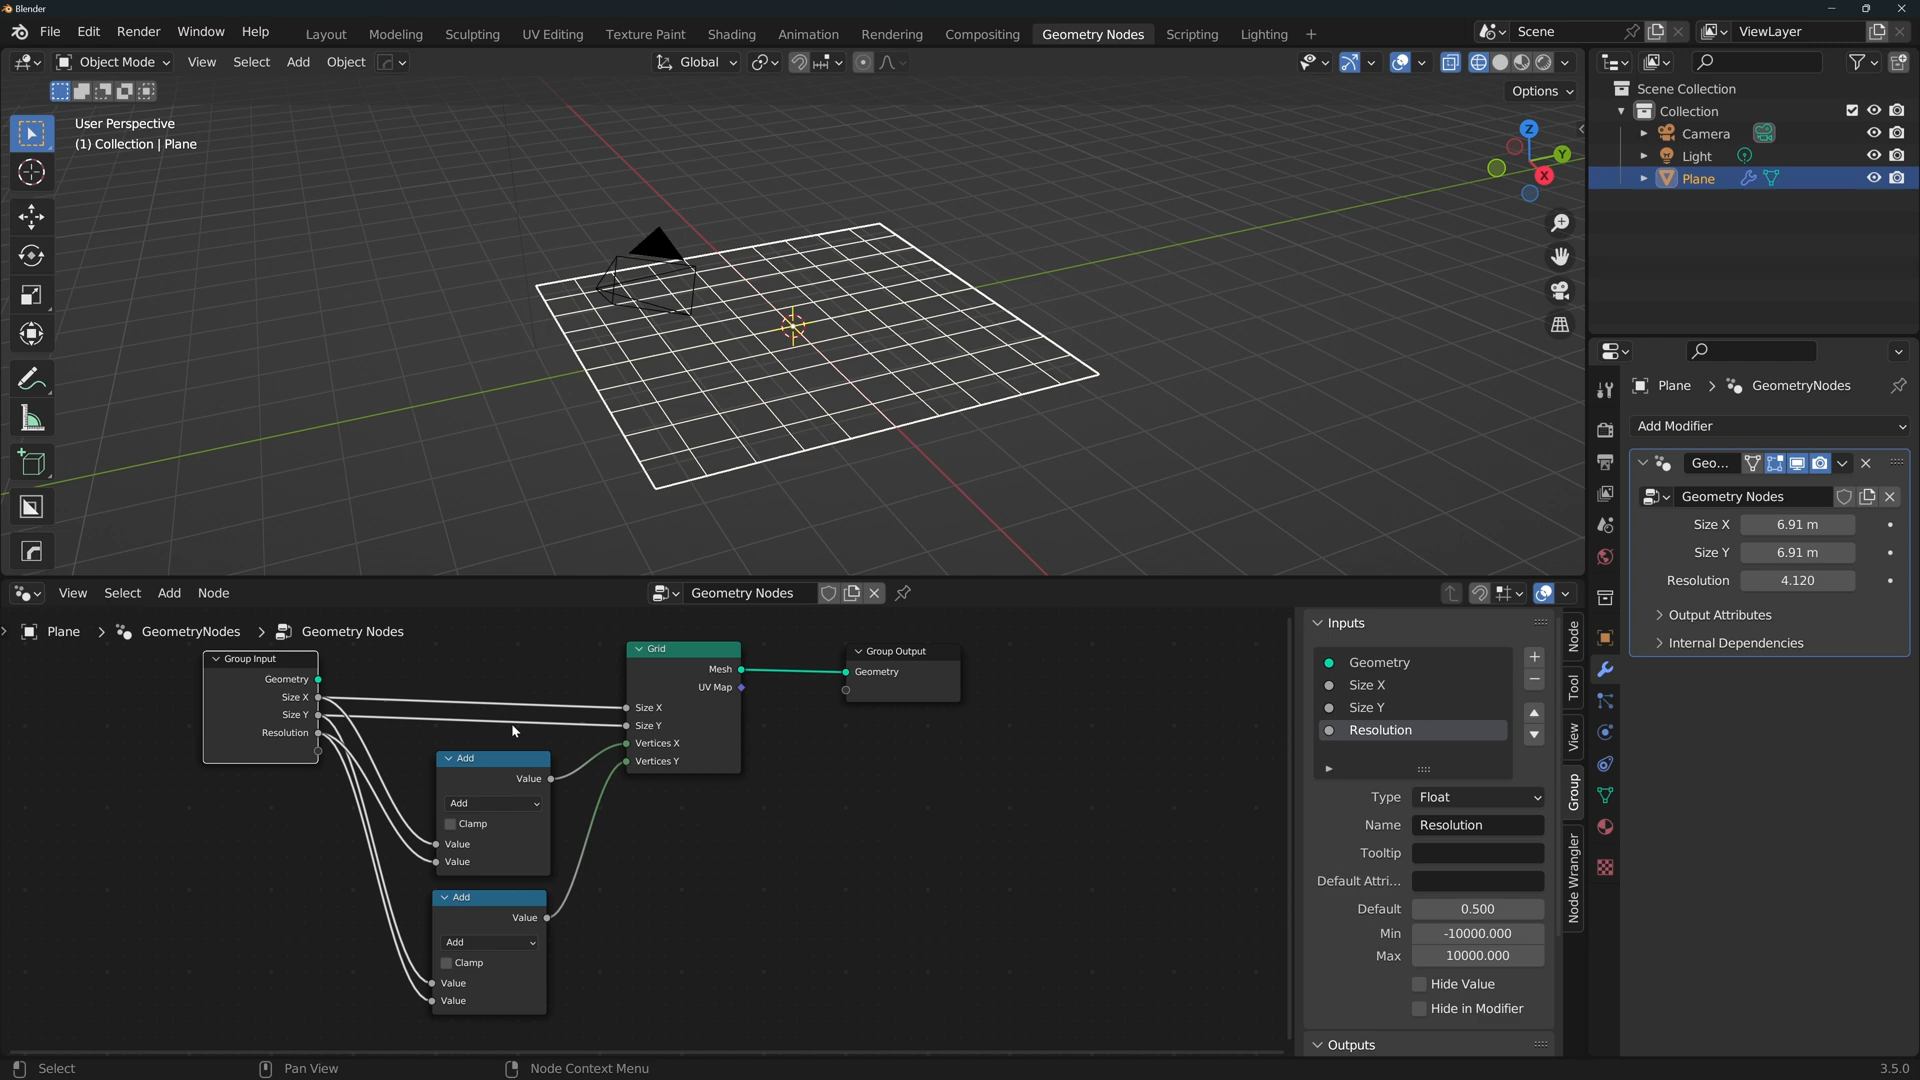 Blender
File Edit Render Window Help
Layout Modeling Sculpting UV Editing Texture Paint Shading Animation Rendering Compositing Geometry Nodes Scripting Lighting +
Scene
ViewLayer
Object Mode View Select Add Object
Global
Options
User Perspective
(1) Collection | Plane
Z
Y
X
Scene Collection
Collection
Camera
Light
Plane
Plane > GeometryNodes
Add Modifier
Geo...
Geometry Nodes
Size X 6.91 m
Size Y 6.91 m
Resolution 4.120
> Output Attributes
> Internal Dependencies
View Select Add Node
Geometry Nodes
Plane > GeometryNodes > Geometry Nodes
Group Input
Geometry
Size X
Size Y
Resolution
Add
Value
Add
Clamp
Value
Value
Add
Value
Add
Clamp
Value
Value
Grid
Mesh
UV Map
Size X
Size Y
Vertices X
Vertices Y
Group Output
Geometry
Inputs
Geometry
Size X
Size Y
Resolution
Type Float
Name Resolution
Tooltip
Default Attri...
Default 0.500
Min -10000.000
Max 10000.000
Hide Value
Hide in Modifier
Outputs
Node
Tool
View
Group
Node Wrangler
Select
Pan View
Node Context Menu
3.5.0